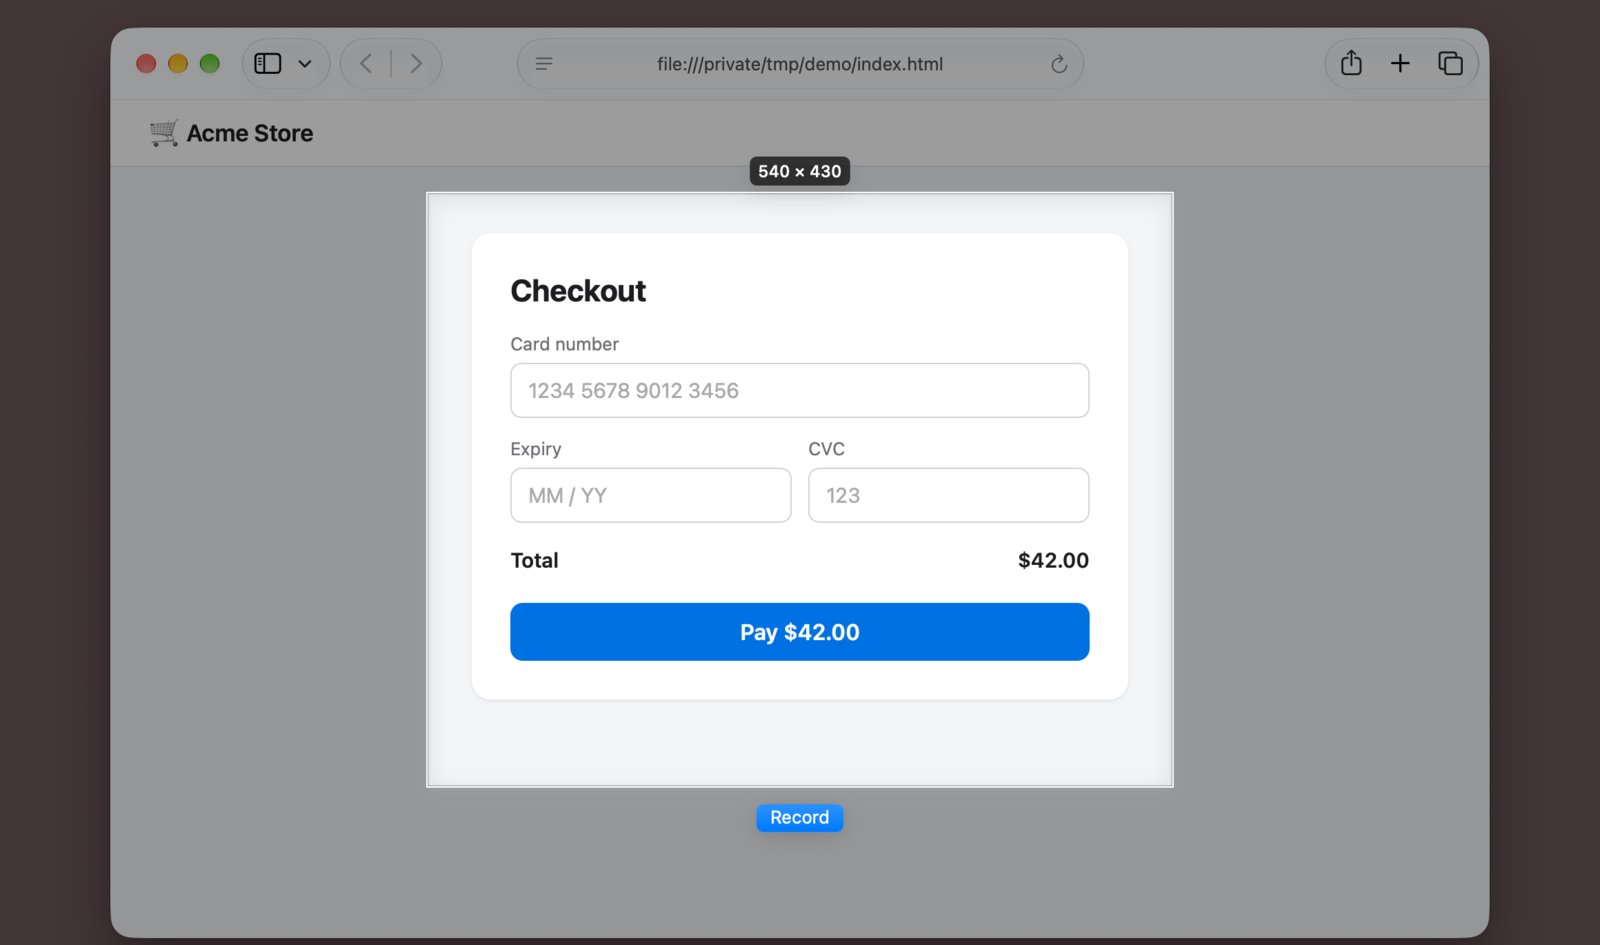 file:///private/tmp/demo/index.html
Acme Store
540 × 430
Checkout
Card number
1234 5678 9012 3456
Expiry
CVC
MM / YY
123
Total
$42.00
Pay $42.00
Record